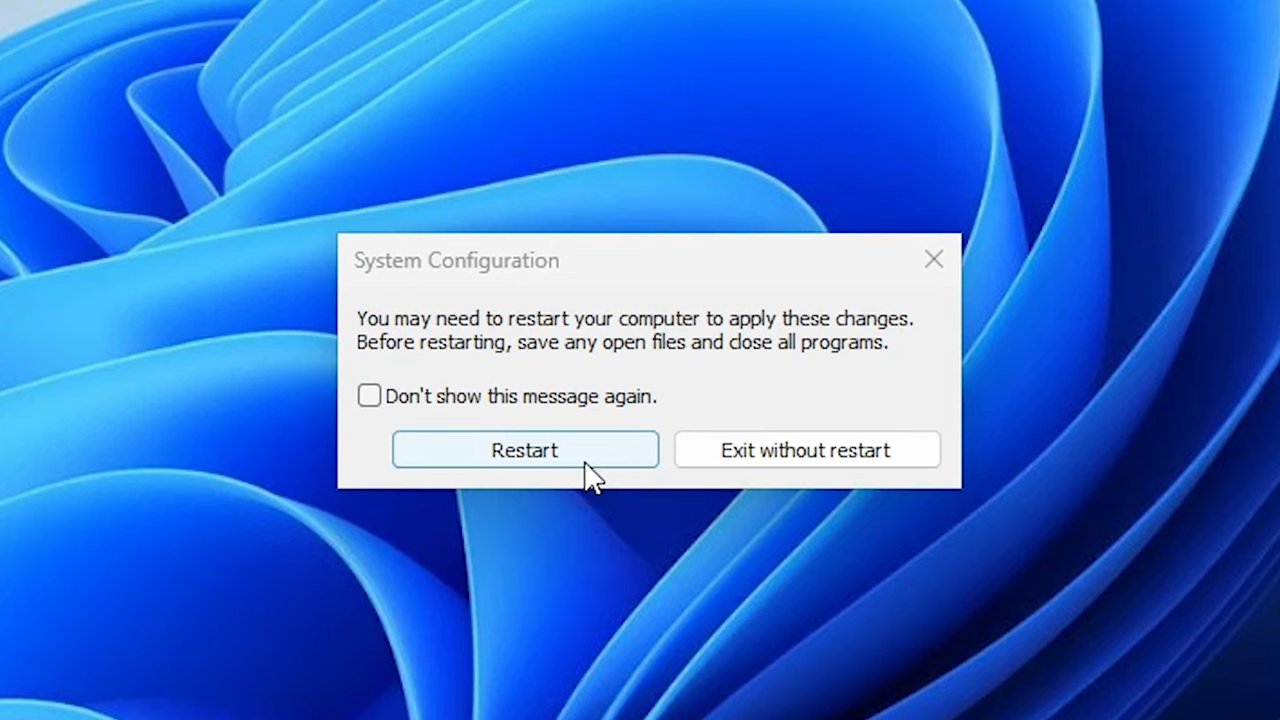 System Configuration
You may need to restart your computer to apply these changes.
Before restarting, save any open files and close all programs.
Don't show this message again.
Restart
Exit without restart